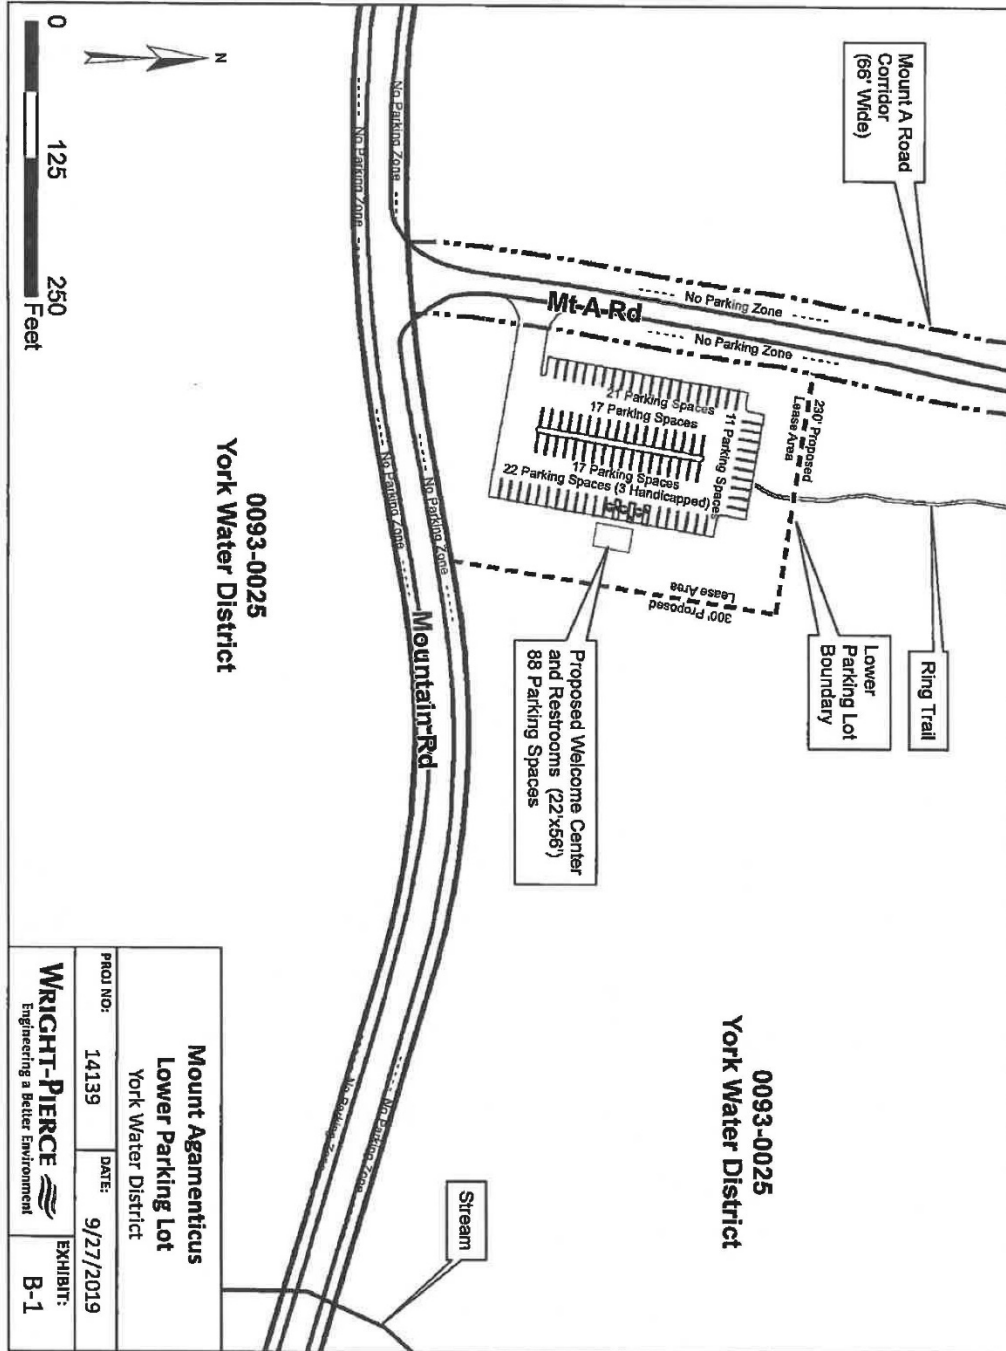 Mount A Road
Corridor
(66' Wide)
N
0 125 250
Feet
No Parking Zone
No Parking Zone
No Parking Zone
No Parking Zone
Mt-A-Rd
230' Proposed
Lease Area
21 Parking Spaces
17 Parking Spaces
11 Parking Spaces
17 Parking Spaces
22 Parking Spaces (3 Handicapped)
300' Proposed
Lease Area
Ring Trail
Lower
Parking Lot
Boundary
Proposed Welcome Center
and Restrooms (22'x56')
88 Parking Spaces
No Parking Zone
No Parking Zone
Mountain-Rd
0093-0025
York Water District
0093-0025
York Water District
No Parking Zone
No Parking Zone
Stream
Mount Agamenticus
Lower Parking Lot
York Water District
PROJ NO: 14139
DATE: 9/27/2019
WRIGHT-PIERCE
Engineering a Better Environment
EXHIBIT:
B-1